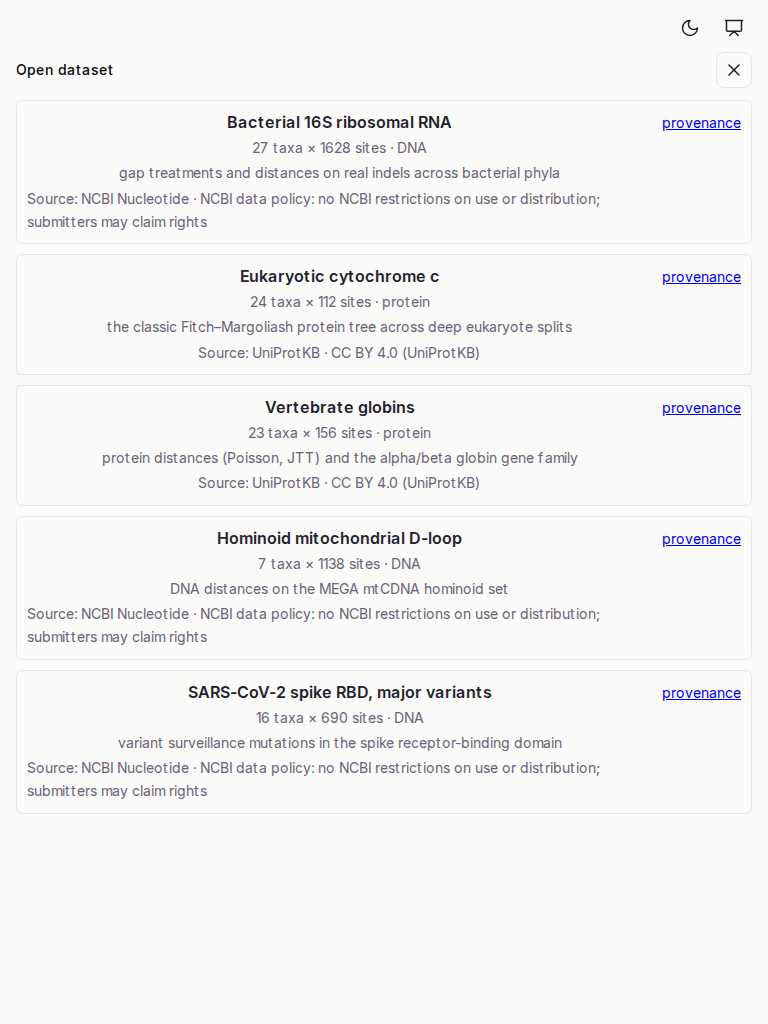 Open dataset
Bacterial 16S ribosomal RNA
provenance
27 taxa × 1628 sites · DNA
gap treatments and distances on real indels across bacterial phyla
Source: NCBI Nucleotide · NCBI data policy: no NCBI restrictions on use or distribution;
submitters may claim rights
Eukaryotic cytochrome c
provenance
24 taxa × 112 sites · protein
the classic Fitch–Margoliash protein tree across deep eukaryote splits
Source: UniProtKB · CC BY 4.0 (UniProtKB)
Vertebrate globins
provenance
23 taxa × 156 sites · protein
protein distances (Poisson, JTT) and the alpha/beta globin gene family
Source: UniProtKB · CC BY 4.0 (UniProtKB)
Hominoid mitochondrial D-loop
provenance
7 taxa × 1138 sites · DNA
DNA distances on the MEGA mtCDNA hominoid set
Source: NCBI Nucleotide · NCBI data policy: no NCBI restrictions on use or distribution;
submitters may claim rights
SARS-CoV-2 spike RBD, major variants
provenance
16 taxa × 690 sites · DNA
variant surveillance mutations in the spike receptor-binding domain
Source: NCBI Nucleotide · NCBI data policy: no NCBI restrictions on use or distribution;
submitters may claim rights